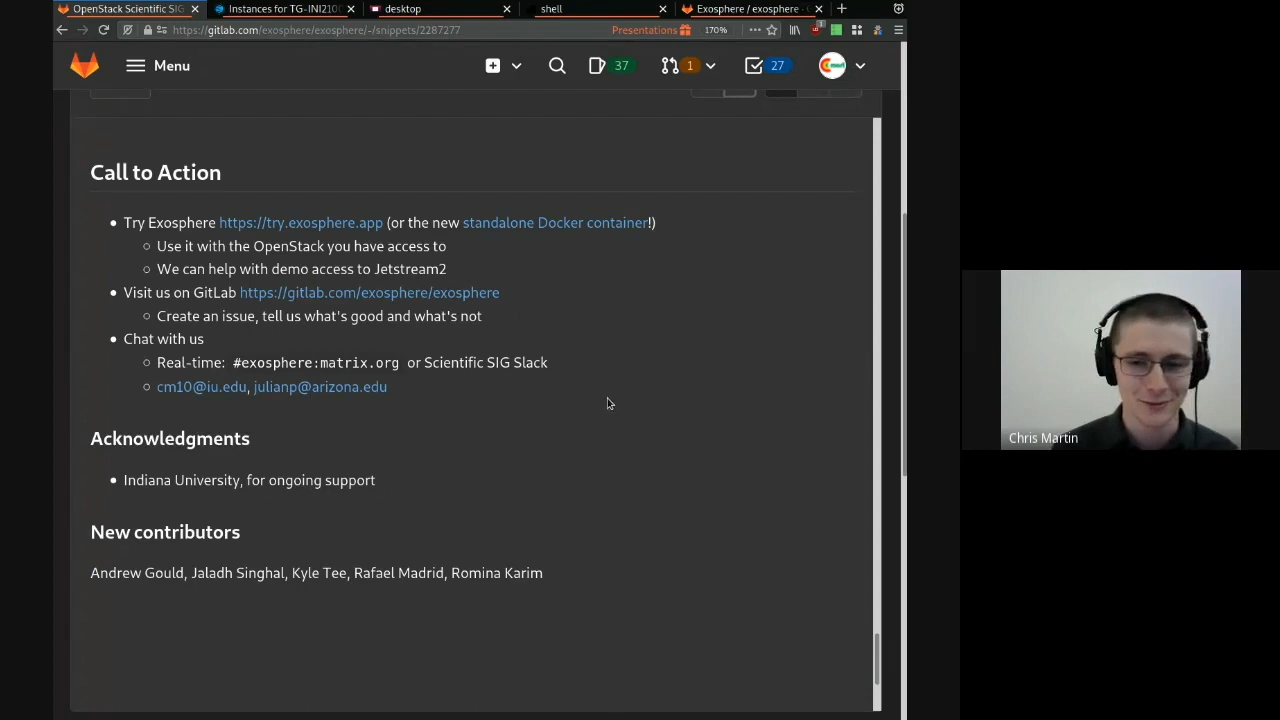 OpenStack Scientific SIG
Instances for TG-INI210
desktop
shell
Exosphere / exosphere ·
https://gitlab.com/exosphere/exosphere/-/snippets/2287277
Presentations
170%
1
Menu
37
1
27
Call to Action
Try Exosphere https://try.exosphere.app (or the new standalone Docker container!)
Use it with the OpenStack you have access to
We can help with demo access to Jetstream2
Visit us on GitLab https://gitlab.com/exosphere/exosphere
Create an issue, tell us what's good and what's not
Chat with us
Real-time: #exosphere:matrix.org or Scientific SIG Slack
cm10@iu.edu, julianp@arizona.edu
Acknowledgments
Indiana University, for ongoing support
New contributors
Andrew Gould, Jaladh Singhal, Kyle Tee, Rafael Madrid, Romina Karim
Chris Martin